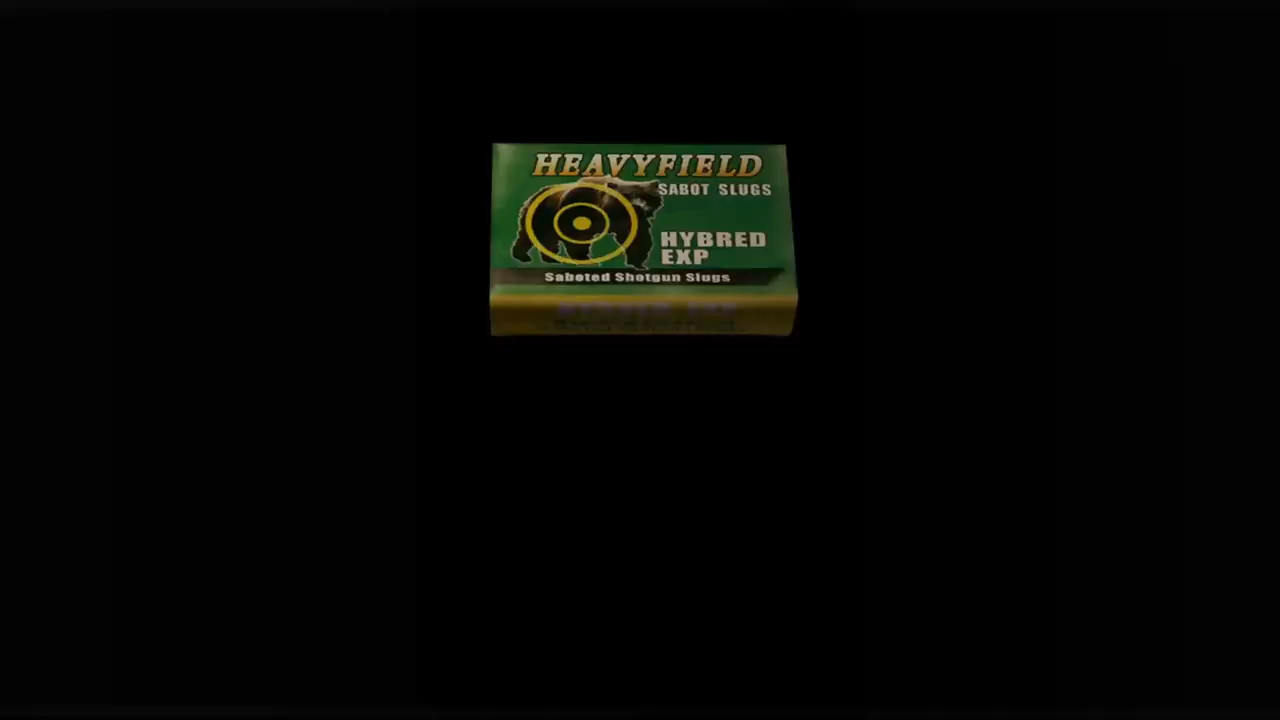 HEAVYFIELD
SABOT SLUGS
HYBRED
EXP
Saboted Shotgun Slugs